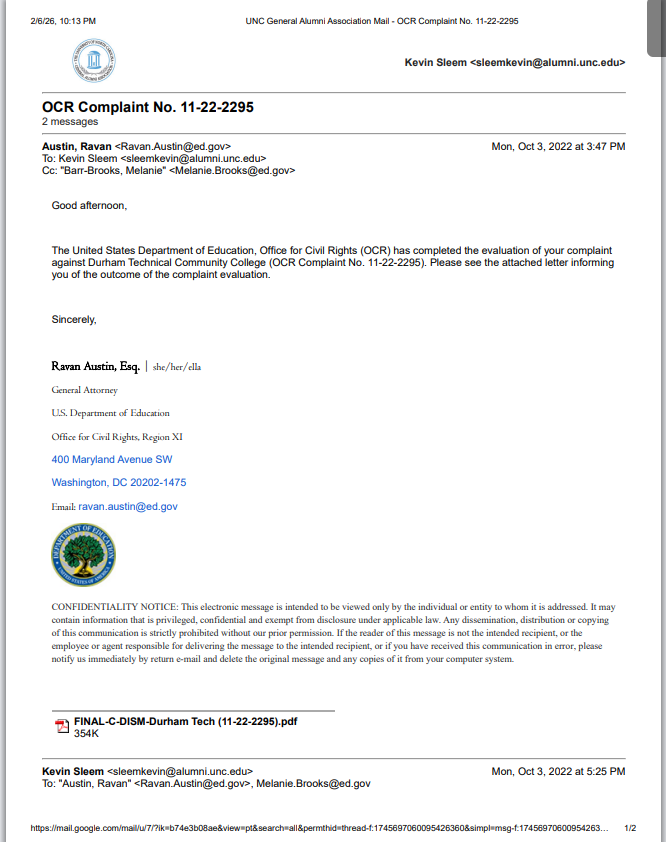 2/6/26, 10:13 PM UNC General Alumni Association Mail - OCR Complaint No. 11-22-2295
Kevin Sleem <sleemkevin@alumni.unc.edu>
OCR Complaint No. 11-22-2295
2 messages
Austin, Ravan <Ravan.Austin@ed.gov> Mon, Oct 3, 2022 at 3:47 PM
To: Kevin Sleem <sleemkevin@alumni.unc.edu>
Cc: "Barr-Brooks, Melanie" <Melanie.Brooks@ed.gov>
Good afternoon,
The United States Department of Education, Office for Civil Rights (OCR) has completed the evaluation of your complaint
against Durham Technical Community College (OCR Complaint No. 11-22-2295). Please see the attached letter informing
you of the outcome of the complaint evaluation.
Sincerely,
Ravan Austin, Esq. | she/her/ella
General Attorney
U.S. Department of Education
Office for Civil Rights, Region XI
400 Maryland Avenue SW
Washington, DC 20202-1475
Email: ravan.austin@ed.gov
DEPARTMENT OF EDUCATION
UNITED STATES OF AMERICA
CONFIDENTIALITY NOTICE: This electronic message is intended to be viewed only by the individual or entity to whom it is addressed. It may
contain information that is privileged, confidential and exempt from disclosure under applicable law. Any dissemination, distribution or copying
of this communication is strictly prohibited without our prior permission. If the reader of this message is not the intended recipient, or the
employee or agent responsible for delivering the message to the intended recipient, or if you have received this communication in error, please
notify us immediately by return e-mail and delete the original message and any copies of it from your computer system.
FINAL-C-DISM-Durham Tech (11-22-2295).pdf
354K
Kevin Sleem <sleemkevin@alumni.unc.edu> Mon, Oct 3, 2022 at 5:25 PM
To: "Austin, Ravan" <Ravan.Austin@ed.gov>, Melanie.Brooks@ed.gov
https://mail.google.com/mail/u/7/?ik=b74e3b08ae&view=pt&search=all&permthid=thread-f:1745697060095426360&simpl=msg-f:17456970600954263… 1/2